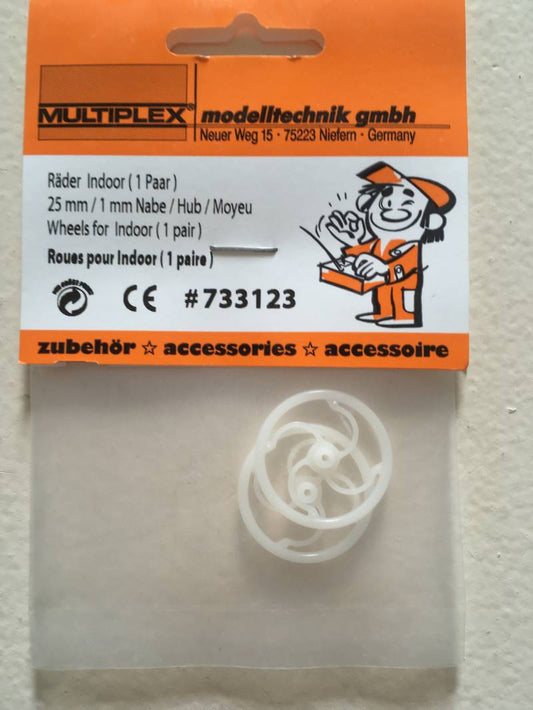 MULTIPLEX®
modelltechnik gmbh
Neuer Weg 15 · 75223 Niefern · Germany
Räder Indoor ( 1 Paar )
25 mm / 1 mm Nabe / Hub / Moyeu
Wheels for Indoor ( 1 pair )
Roues pour Indoor ( 1 paire )
CE #733123
zubehör ☆ accessories ☆ accessoire